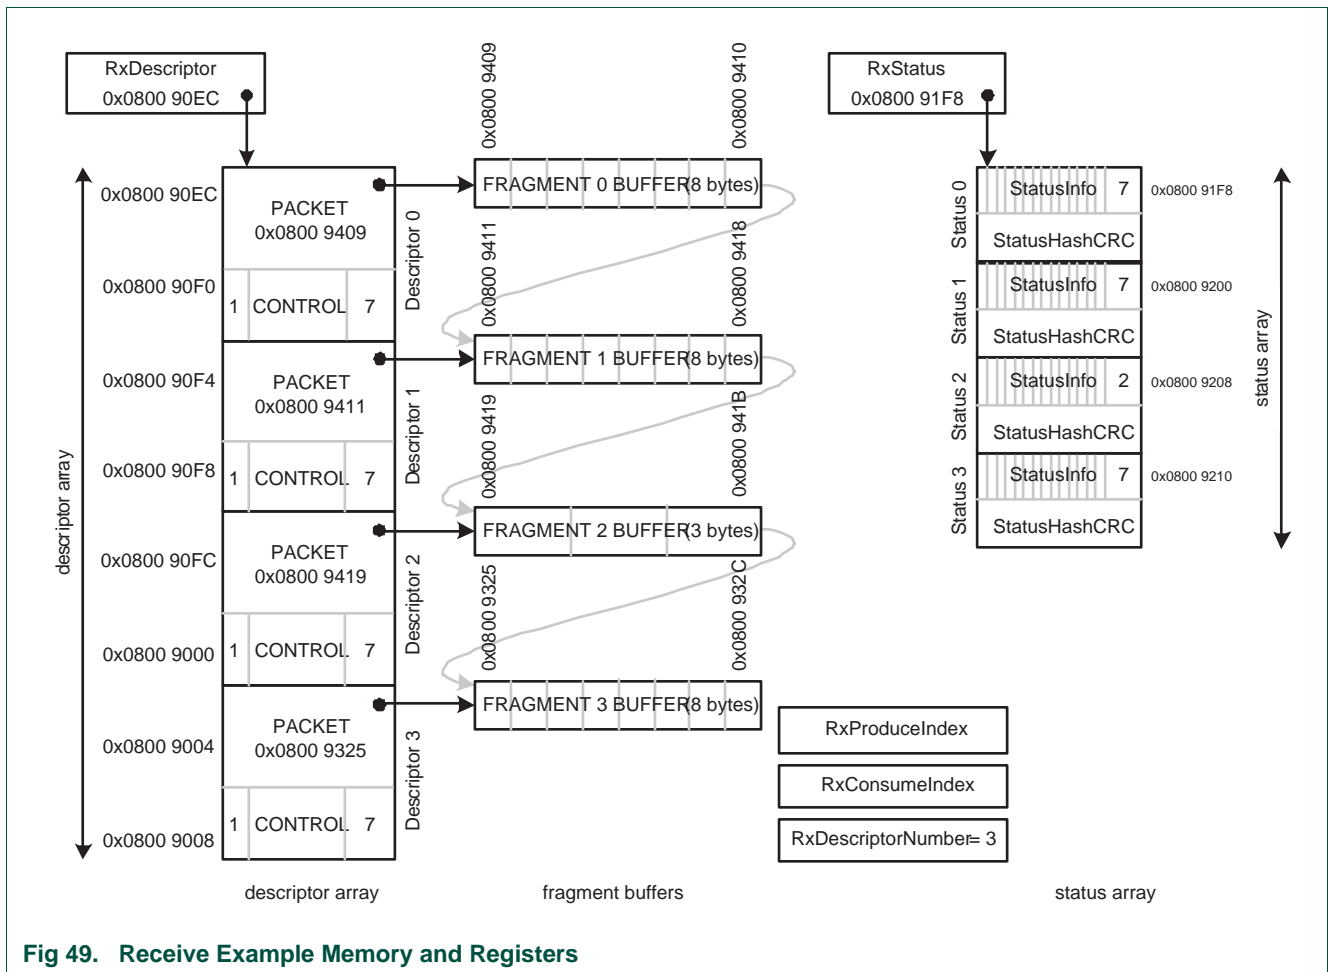 RxDescriptor
0x0800 90EC
0x0800 9409
0x0800 9410
RxStatus
0x0800 91F8
descriptor array
0x0800 90EC
PACKET
0x0800 9409
0x0800 90F0
1 CONTROL 7
Descriptor 0
0x0800 90F4
PACKET
0x0800 9411
0x0800 90F8
1 CONTROL 7
Descriptor 1
0x0800 90FC
PACKET
0x0800 9419
0x0800 9000
1 CONTROL 7
Descriptor 2
0x0800 9004
PACKET
0x0800 9325
0x0800 9008
1 CONTROL 7
Descriptor 3
FRAGMENT 0 BUFFER(8 bytes)
0x0800 9411
0x0800 9418
FRAGMENT 1 BUFFER(8 bytes)
0x0800 9419
0x0800 941B
FRAGMENT 2 BUFFER(3 bytes)
0x0800 9325
0x0800 932C
FRAGMENT 3 BUFFER(8 bytes)
Status 0
StatusInfo 7
0x0800 91F8
StatusHashCRC
Status 1
StatusInfo 7
0x0800 9200
StatusHashCRC
Status 2
StatusInfo 2
0x0800 9208
StatusHashCRC
Status 3
StatusInfo 7
0x0800 9210
StatusHashCRC
status array
RxProduceIndex
RxConsumeIndex
RxDescriptorNumber= 3
descriptor array
fragment buffers
status array
Fig 49. Receive Example Memory and Registers